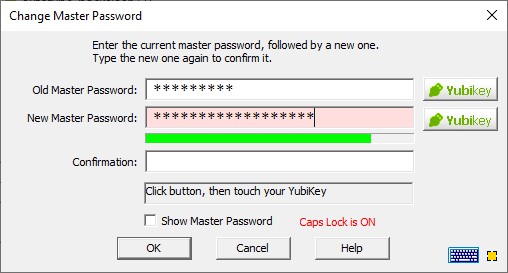 Change Master Password
Enter the current master password, followed by a new one.
Type the new one again to confirm it.
Old Master Password: ********* Yubikey
New Master Password: ****************** Yubikey
Confirmation:
Click button, then touch your YubiKey
Show Master Password Caps Lock is ON
OK Cancel Help